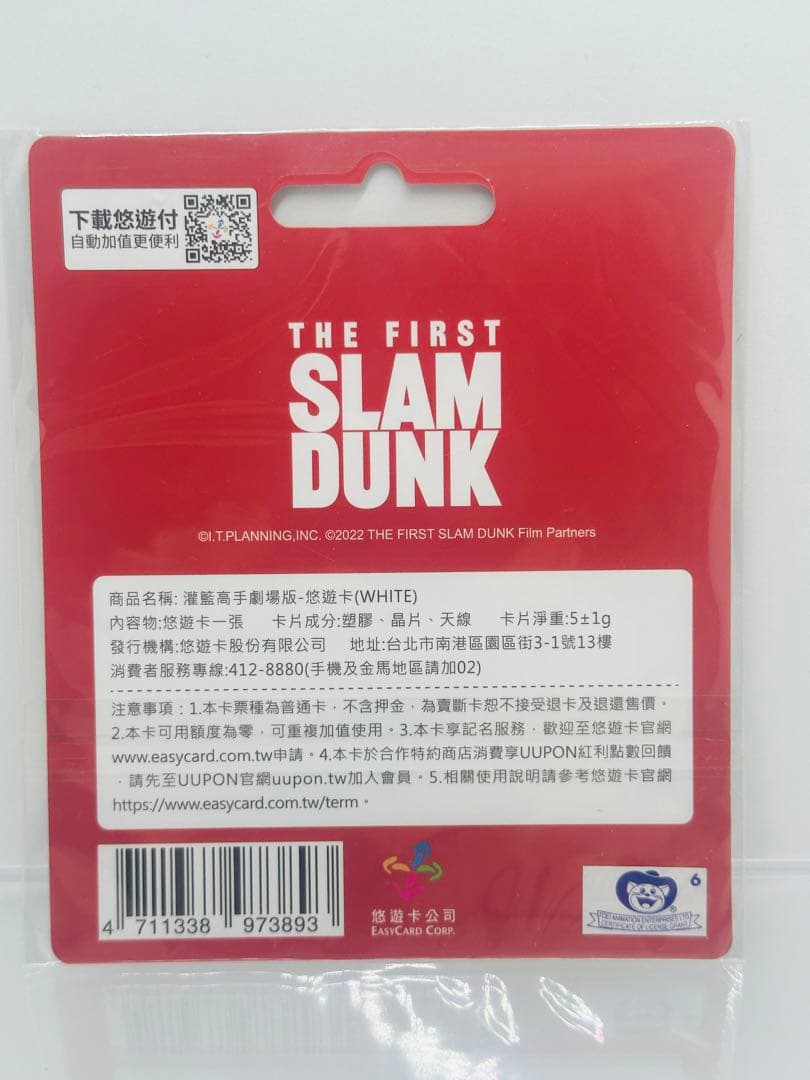 下載悠遊付
自動加值更便利
THE FIRST
SLAM
DUNK
©I.T.PLANNING,INC. ©2022 THE FIRST SLAM DUNK Film Partners
商品名稱: 灌籃高手劇場版-悠遊卡(WHITE)
內容物:悠遊卡一張 卡片成分:塑膠、晶片、天線 卡片淨重:5±1g
發行機構:悠遊卡股份有限公司 地址:台北市南港區園區街3-1號13樓
消費者服務專線:412-8880(手機及金馬地區請加02)
注意事項：1.本卡票種為普通卡，不含押金，為賣斷卡恕不接受退卡及退還售價。
2.本卡可用額度為零，可重複加值使用。3.本卡享記名服務，歡迎至悠遊卡官網
www.easycard.com.tw申請。4.本卡於合作特約商店消費享UUPON紅利點數回饋
，請先至UUPON官網uupon.tw加入會員。5.相關使用說明請參考悠遊卡官網
https://www.easycard.com.tw/term。
4 711338 973893
悠遊卡公司
EASYCARD CORP.
6
TOEI ANIMATION ENTERPRISES LTD
CERTIFICATE OF LICENSE GRANT